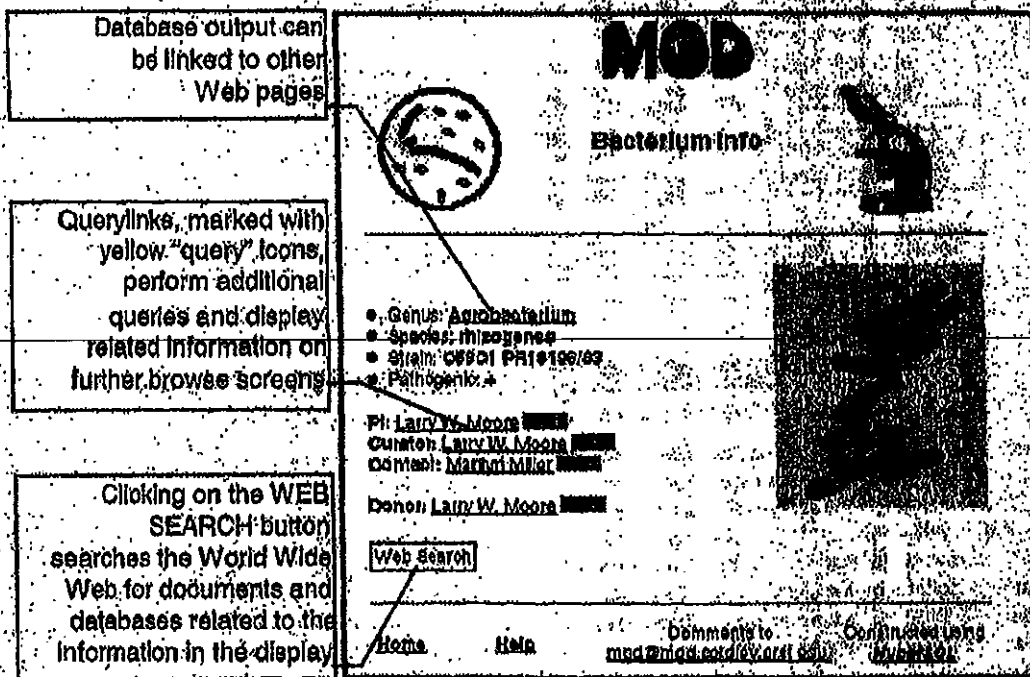 Database output can
be linked to other
Web pages
Querylinks, marked with
yellow "query" icons,
perform additional
queries and display
related information on
further browse screens
Clicking on the WEB
SEARCH button
searches the World Wide
Web for documents and
databases related to the
information in the display
MGD
Bacterium Info
Genus: Agrobacterium
Species: rhizogenes
Strain:
Pathogenic: +
PI: Larry W. Moore
Curator: Larry W. Moore
Contact: Marilyn Miller
Donor: Larry W. Moore
Web Search
Home Help Comments to Constructed using